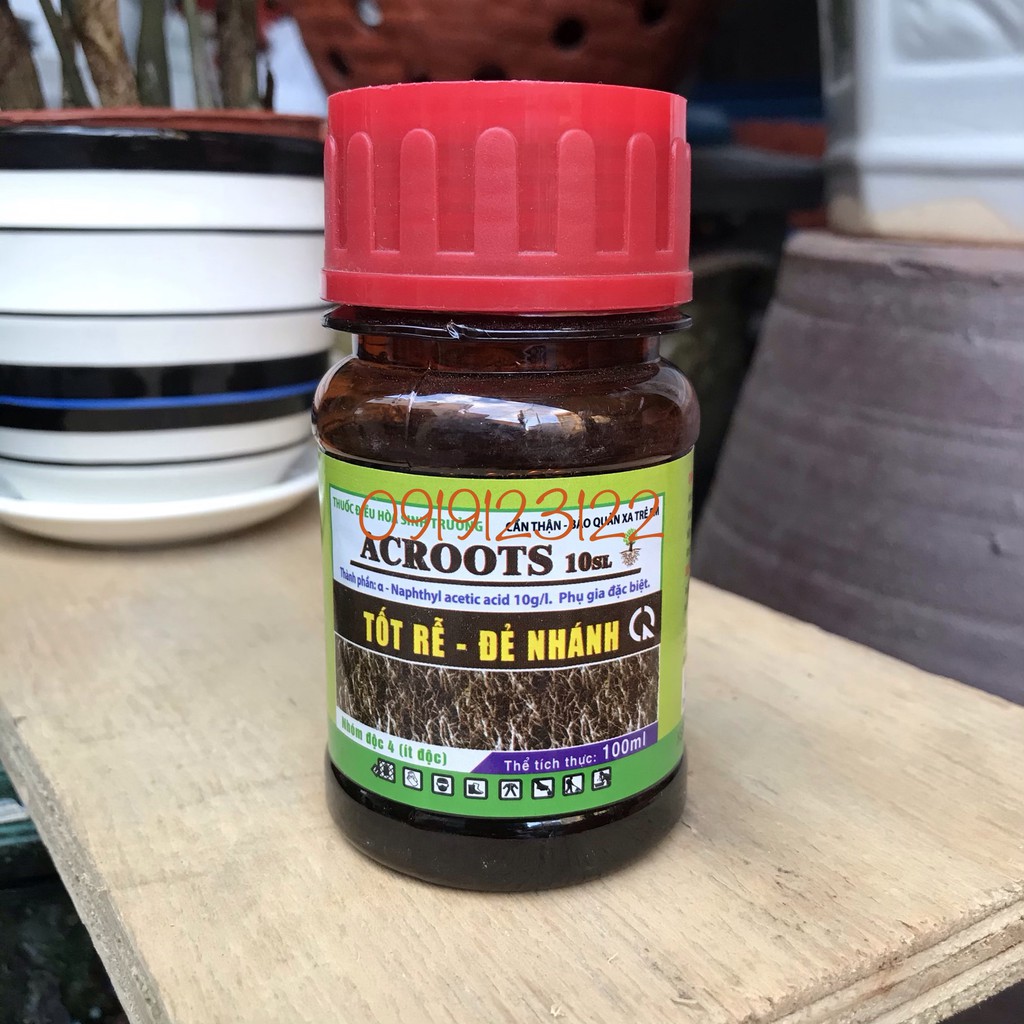 THUỐC ĐIỀU HÒA SINH TRƯỞNG
CẨN THẬN - BẢO QUẢN XA TRẺ EM
0919123122
ACROOTS 10SL
Thành phần: α - Naphthyl acetic acid 10g/l. Phụ gia đặc biệt.
TỐT RỄ - ĐẺ NHÁNH
Nhóm độc 4 (ít độc)
Thể tích thực: 100ml